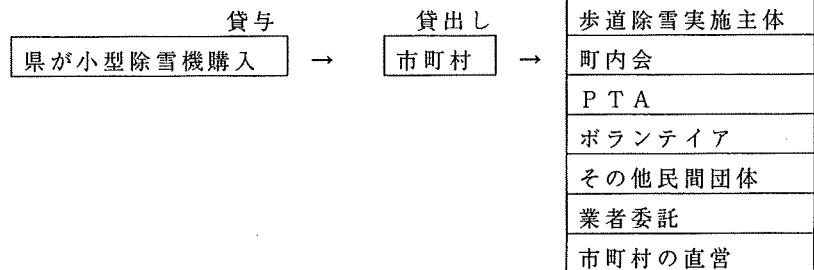 貸与
貸出し
県が小型除雪機購入 → 市町村 →
歩道除雪実施主体
町内会
ＰＴＡ
ボランテイア
その他民間団体
業者委託
市町村の直営